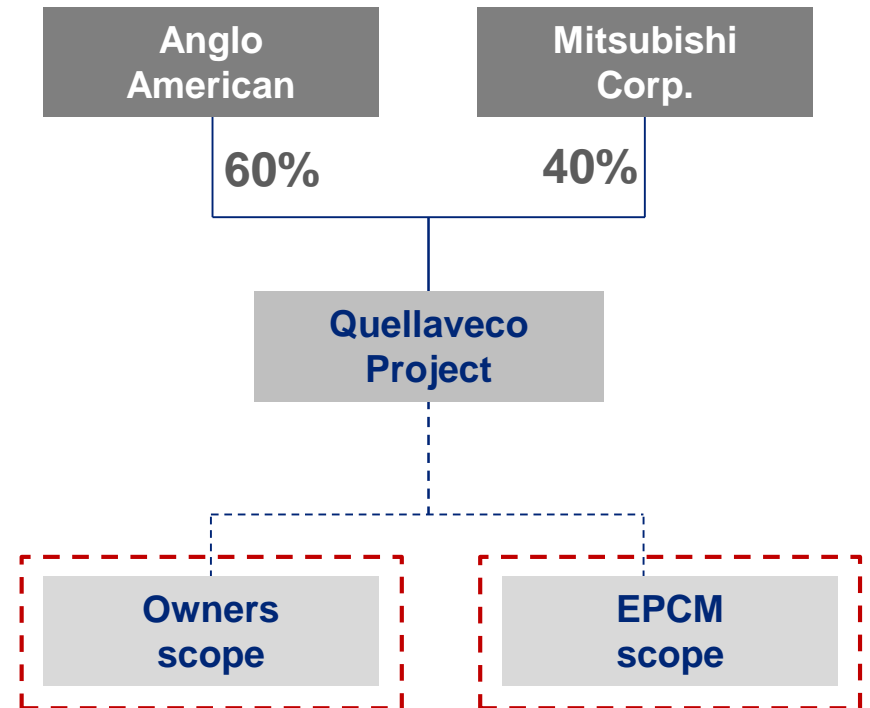 Anglo
American
Mitsubishi
Corp.
60%
40%
Quellaveco
Project
Owners
scope
EPCM
scope